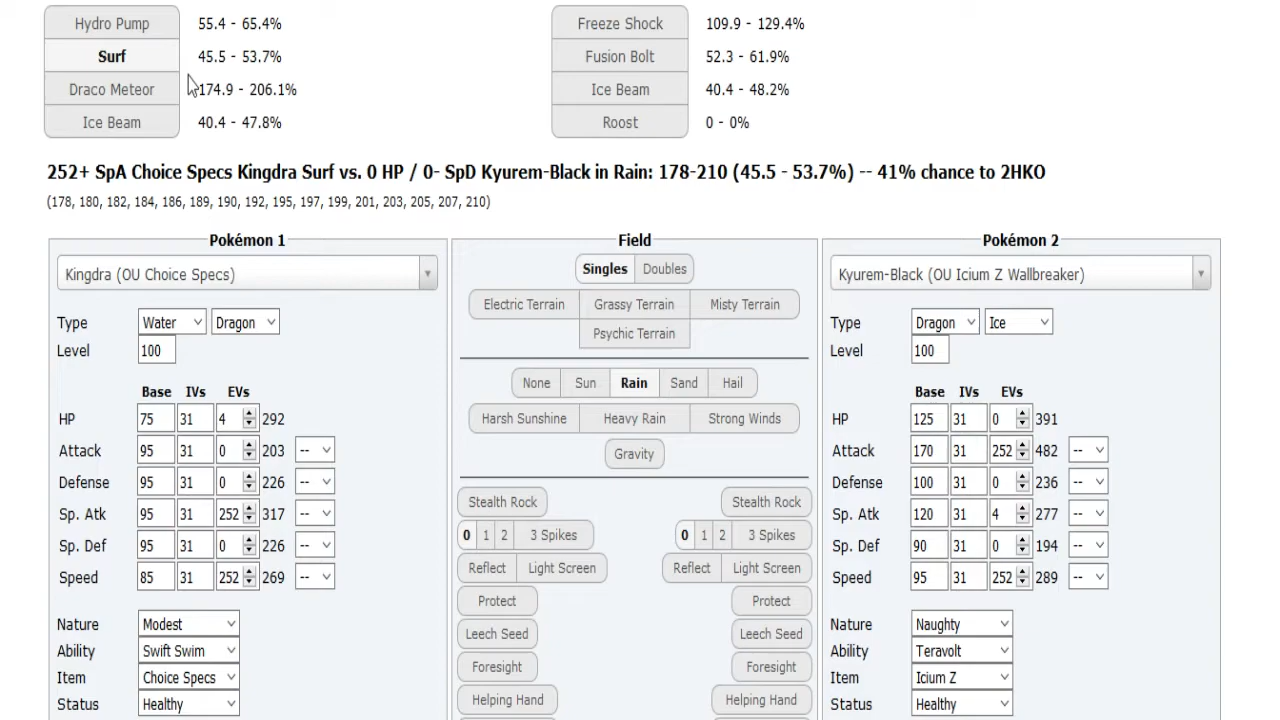 Hydro Pump 55.4 - 65.4% Freeze Shock 109.9 - 129.4%
Surf 45.5 - 53.7% Fusion Bolt 52.3 - 61.9%
Draco Meteor 174.9 - 206.1% Ice Beam 40.4 - 48.2%
Ice Beam 40.4 - 47.8% Roost 0 - 0%
252+ SpA Choice Specs Kingdra Surf vs. 0 HP / 0- SpD Kyurem-Black in Rain: 178-210 (45.5 - 53.7%) -- 41% chance to 2HKO
(178, 180, 182, 184, 186, 189, 190, 192, 195, 197, 199, 201, 203, 205, 207, 210)
Pokémon 1
Kingdra (OU Choice Specs)
Type Water Dragon
Level 100
Base IVs EVs
HP 75 31 4 292
Attack 95 31 0 203 --
Defense 95 31 0 226 --
Sp. Atk 95 31 252 317 --
Sp. Def 95 31 0 226 --
Speed 85 31 252 269 --
Nature Modest
Ability Swift Swim
Item Choice Specs
Status Healthy
Field
Singles Doubles
Electric Terrain Grassy Terrain Misty Terrain
Psychic Terrain
None Sun Rain Sand Hail
Harsh Sunshine Heavy Rain Strong Winds
Gravity
Stealth Rock Stealth Rock
0 1 2 3 Spikes 0 1 2 3 Spikes
Reflect Light Screen Reflect Light Screen
Protect Protect
Leech Seed Leech Seed
Foresight Foresight
Helping Hand Helping Hand
Pokémon 2
Kyurem-Black (OU Icium Z Wallbreaker)
Type Dragon Ice
Level 100
Base IVs EVs
HP 125 31 0 391
Attack 170 31 252 482 --
Defense 100 31 0 236 --
Sp. Atk 120 31 4 277 --
Sp. Def 90 31 0 194 --
Speed 95 31 252 289 --
Nature Naughty
Ability Teravolt
Item Icium Z
Status Healthy